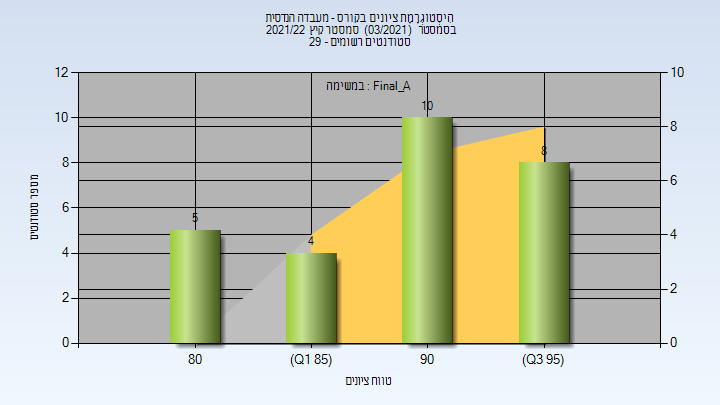 היסטוגרמת ציונים בקורס - מעבדה הנדסית
בסמסטר (03/2021) סמסטר קיץ 2021/22
סטודנטים רשומים - 29
במשימה : Final_A
12
10
8
6
4
2
0
10
8
6
4
2
0
5
4
10
8
80
(Q1 85)
90
(Q3 95)
מספר סטודנטים
טווח ציונים